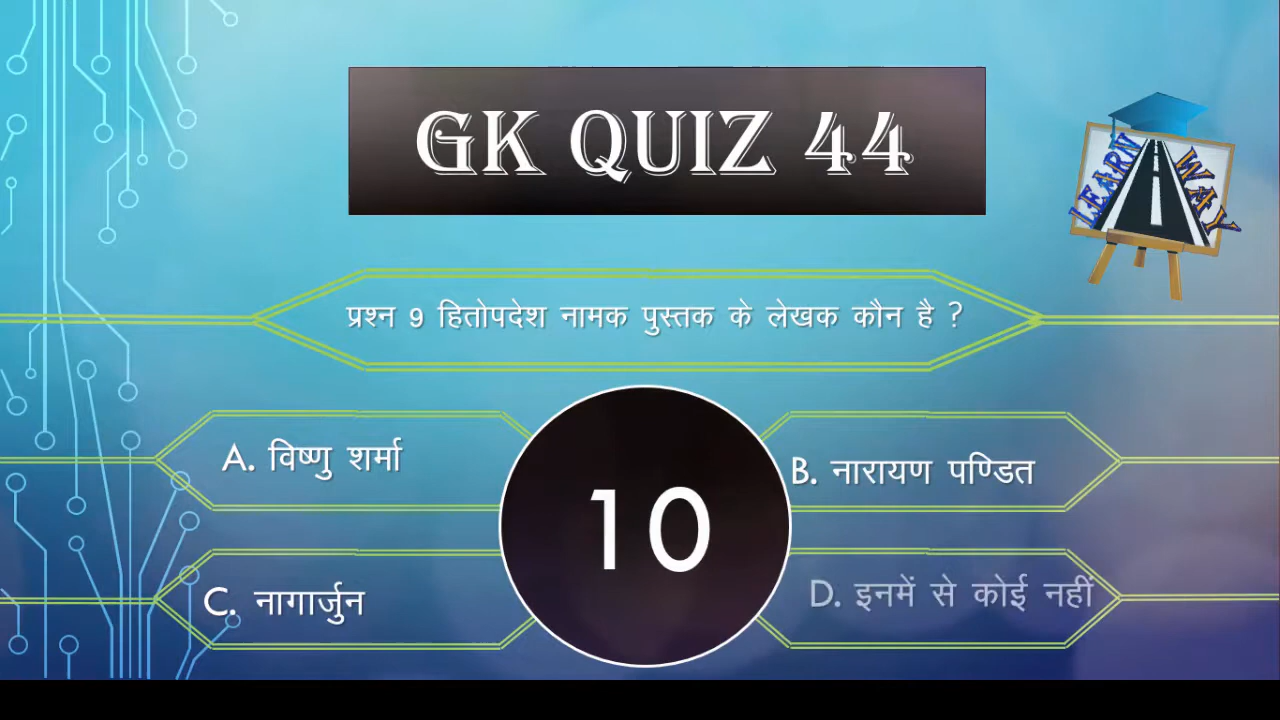 GK QUIZ 44
LEARN WAY
प्रश्न 9 हितोपदेश नामक पुस्तक के लेखक कौन है ?
A. विष्णु शर्मा
B. नारायण पण्डित
10
C. नागार्जुन
D. इनमें से कोई नहीं